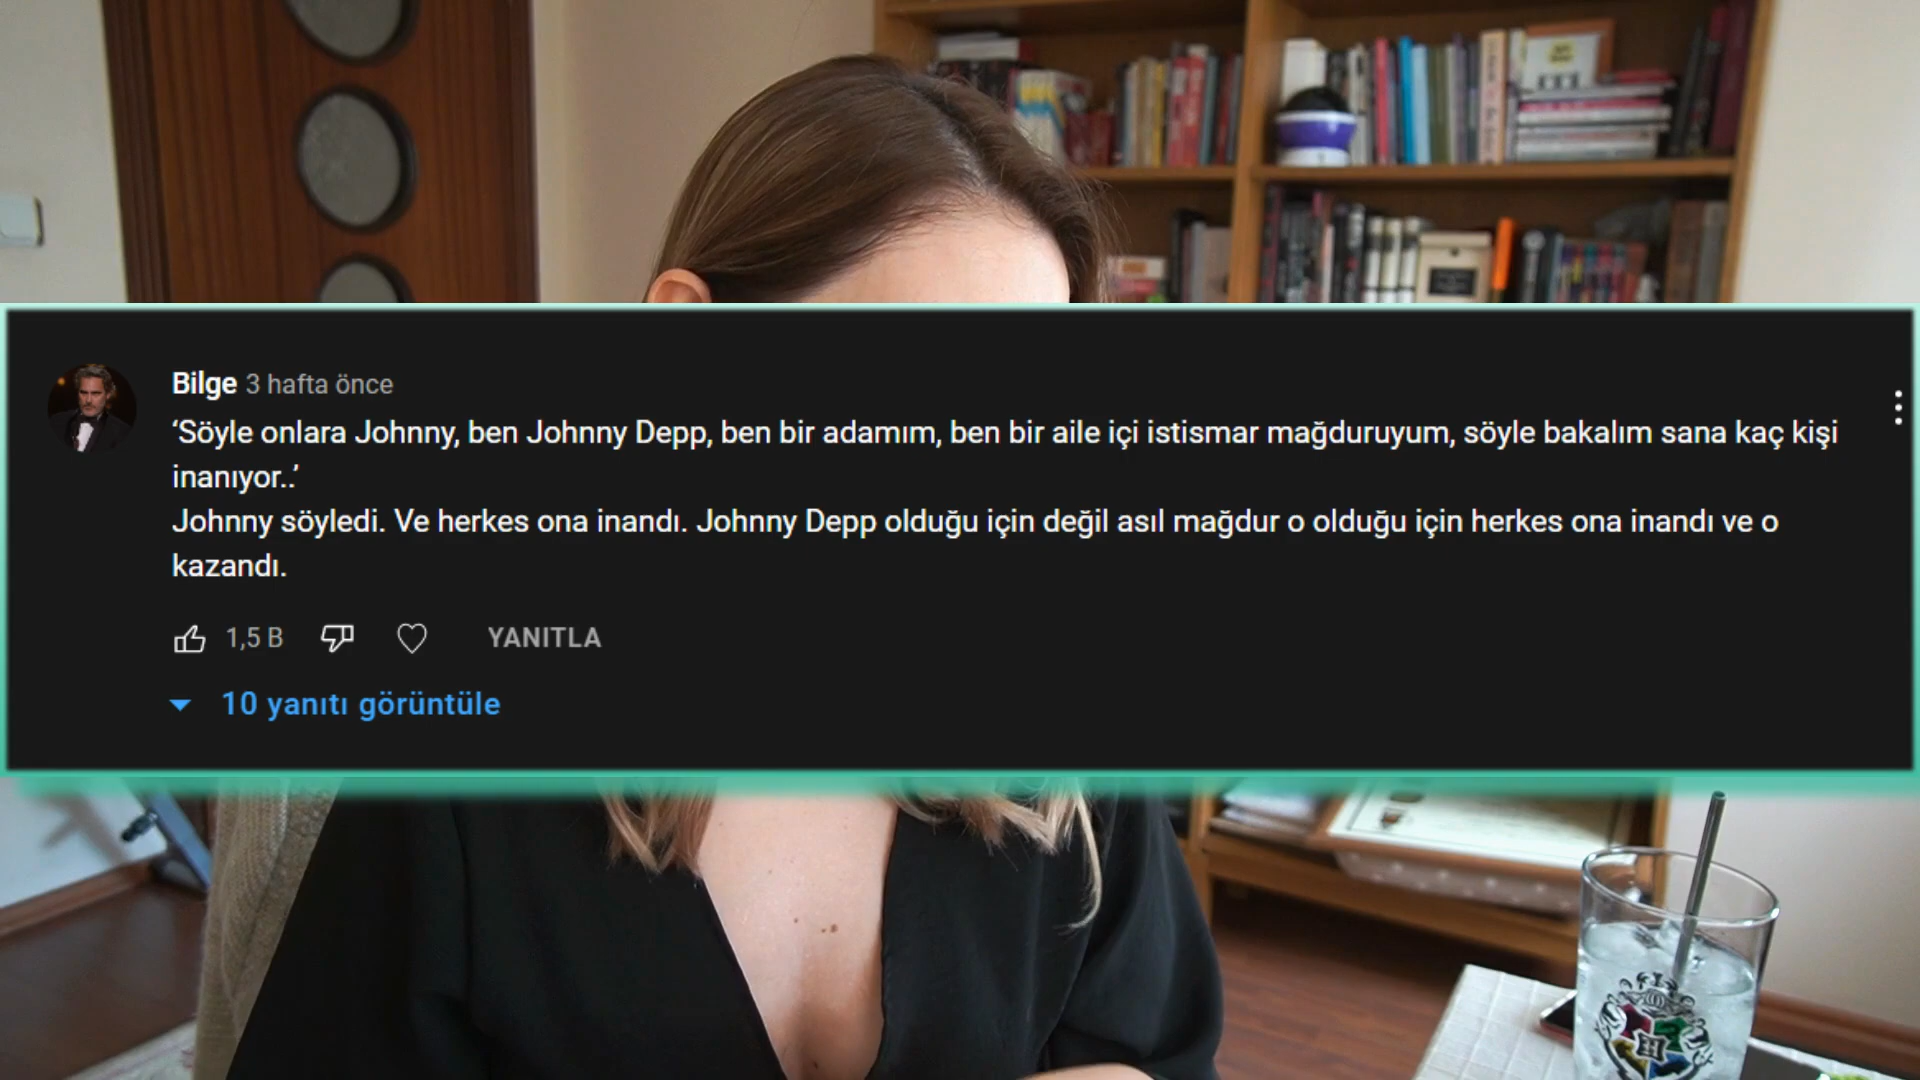 Bilge 3 hafta önce
‘Söyle onlara Johnny, ben Johnny Depp, ben bir adamım, ben bir aile içi istismar mağduruyum, söyle bakalım sana kaç kişi
inanıyor..’
Johnny söyledi. Ve herkes ona inandı. Johnny Depp olduğu için değil asıl mağdur o olduğu için herkes ona inandı ve o
kazandı.
1,5 B YANITLA
10 yanıtı görüntüle